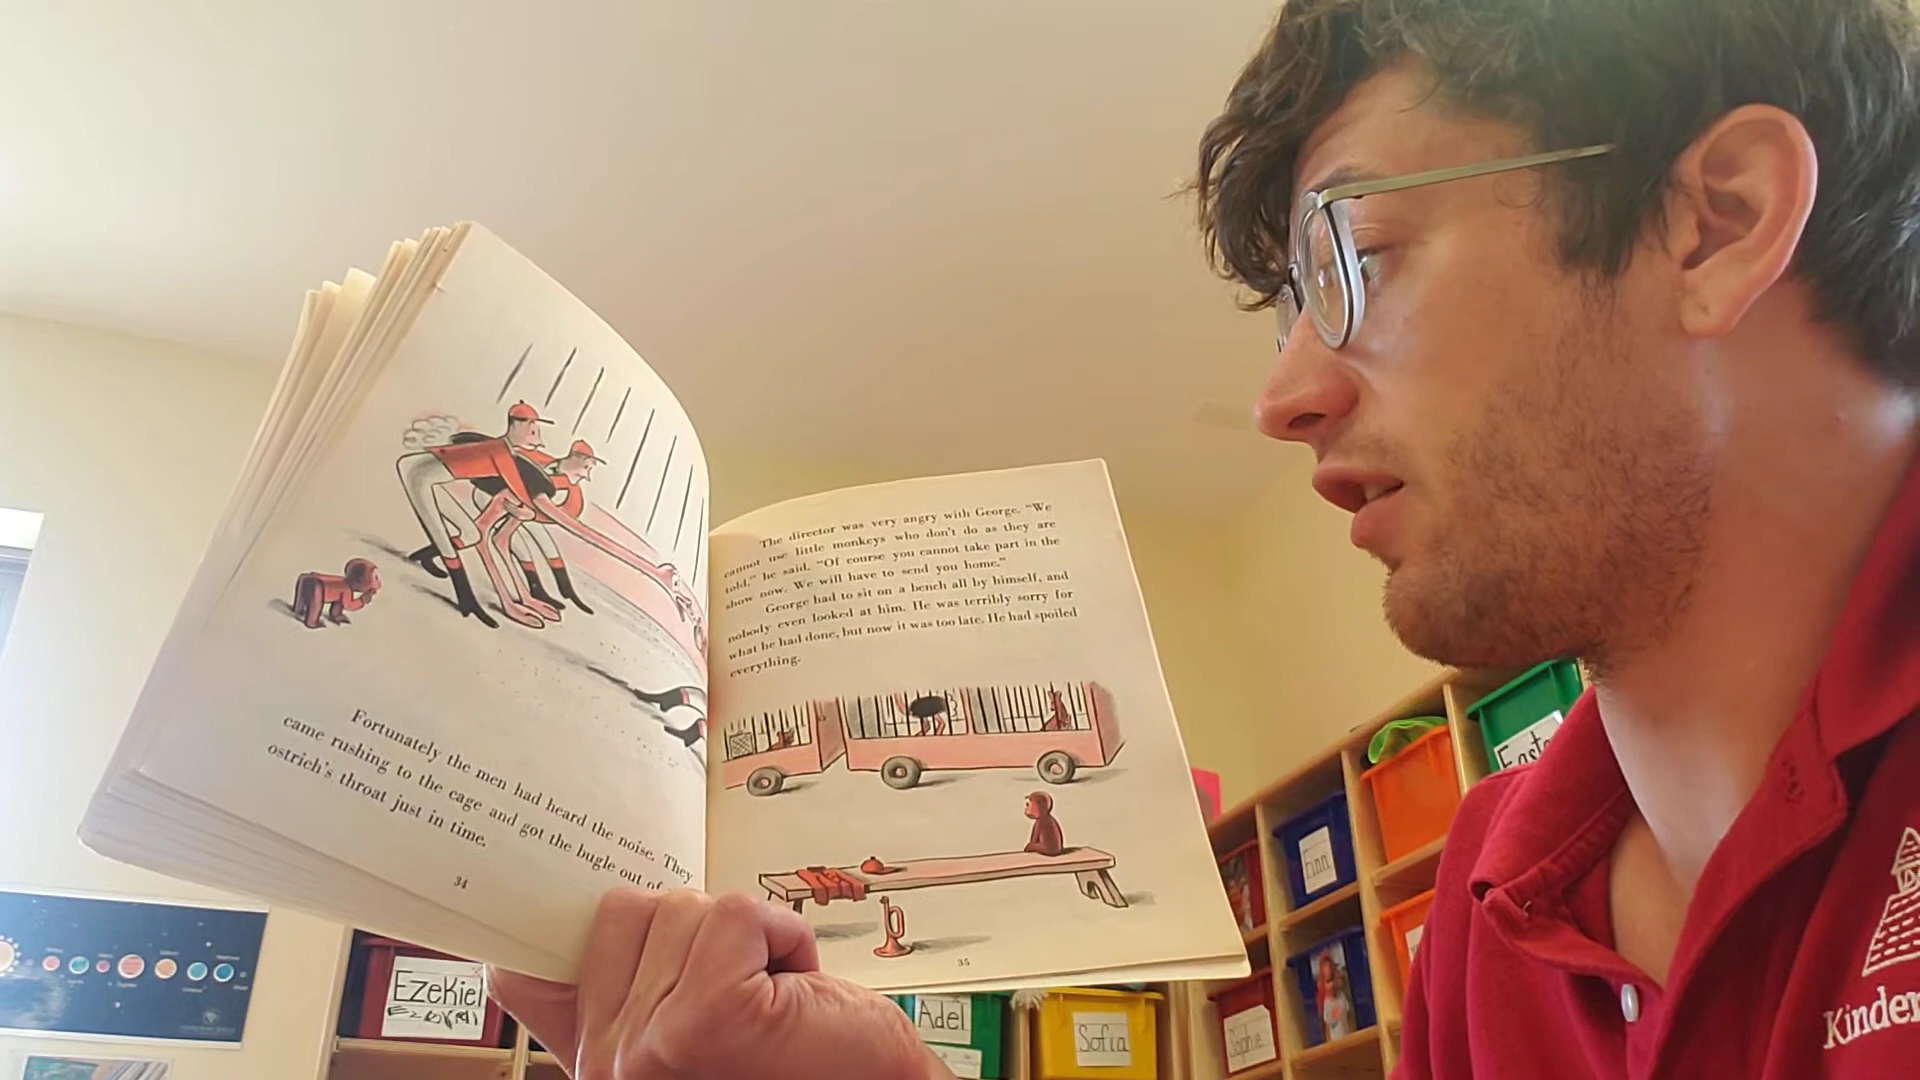 Fortunately the men had heard the noise. They
came rushing to the cage and got the bugle out of
ostrich's throat just in time.
34
The director was very angry with George. "We
cannot use little monkeys who don't do as they are
told," he said. "Of course you cannot take part in the
show now. We will have to send you home."
George had to sit on a bench all by himself, and
nobody even looked at him. He was terribly sorry for
what he had done, but now it was too late. He had spoiled
everything.
35
Easto
Finn
Ezekiel
Adel
Sofia
Sophie
Kinder